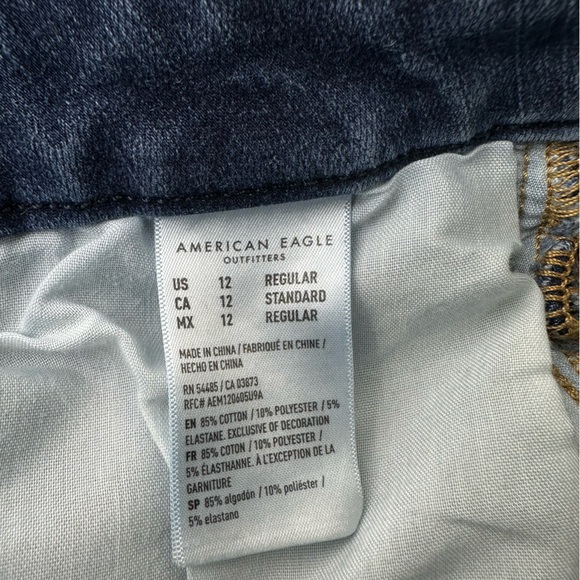 AMERICAN EAGLE
OUTFITTERS
US 12 REGULAR
CA 12 STANDARD
MX 12 REGULAR
MADE IN CHINA / FABRIQUÉ EN CHINE /
HECHO EN CHINA
RN 54485 / CA 03673
RFC# AEM120605U9A
EN 85% COTTON / 10% POLYESTER / 5%
ELASTANE. EXCLUSIVE OF DECORATION
FR 85% COTON / 10% POLYESTER /
5% ÉLASTHANNE. À L'EXCEPTION DE LA
GARNITURE
SP 85% algodón / 10% poliéster /
5% elastano